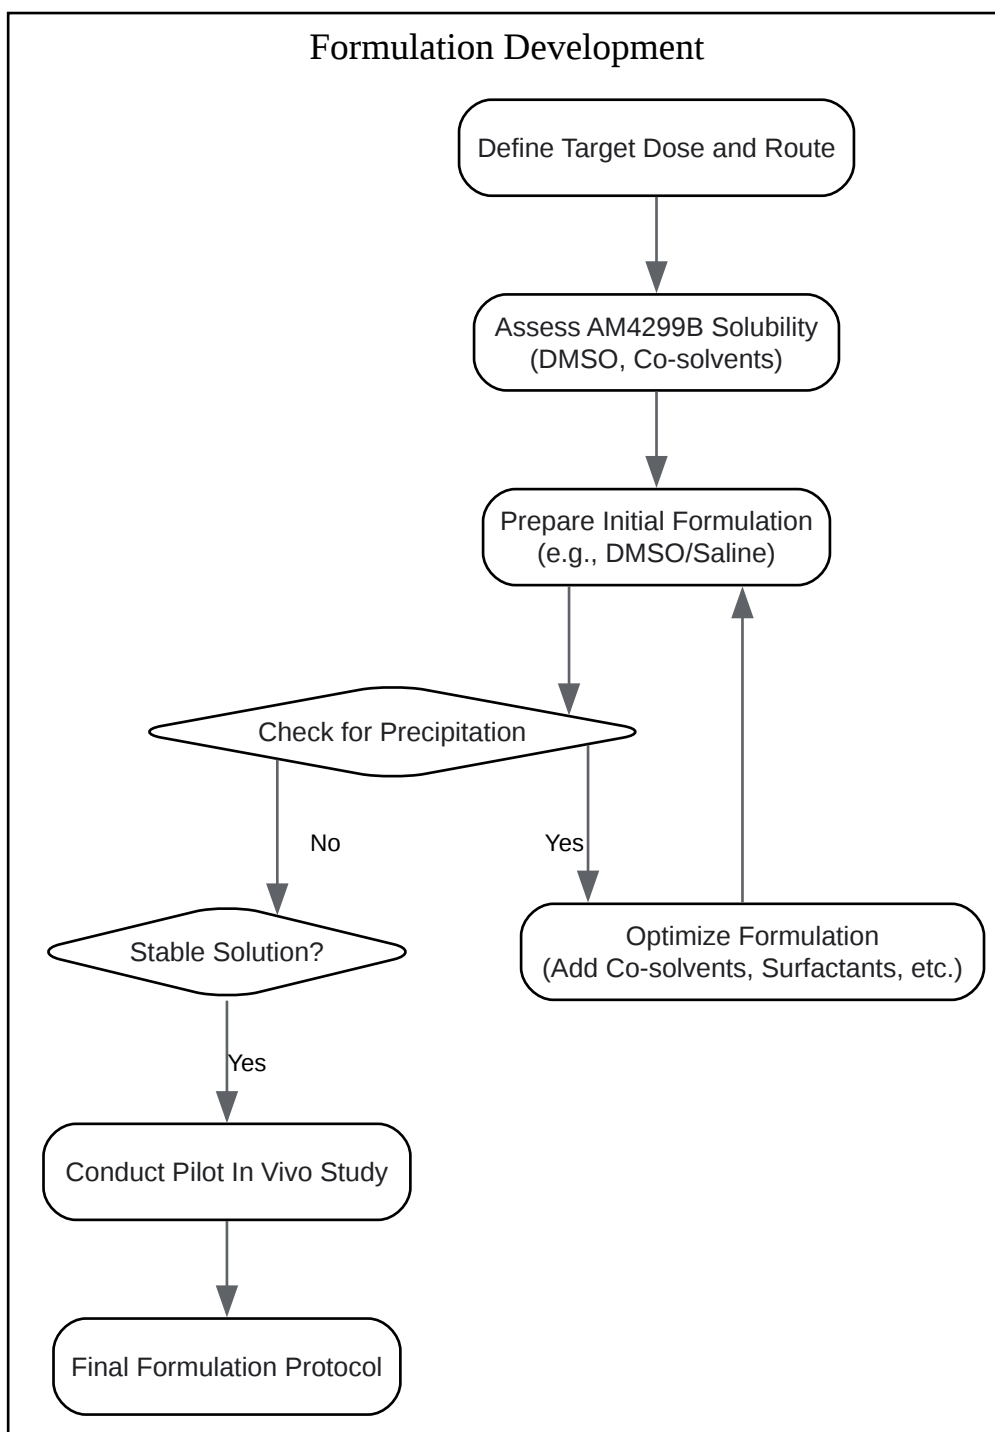 Formulation Development
Define Target Dose and Route
Assess AM4299B Solubility
(DMSO, Co-solvents)
Prepare Initial Formulation
(e.g., DMSO/Saline)
Check for Precipitation
No
Yes
Stable Solution?
Optimize Formulation
(Add Co-solvents, Surfactants, etc.)
Yes
Conduct Pilot In Vivo Study
Final Formulation Protocol